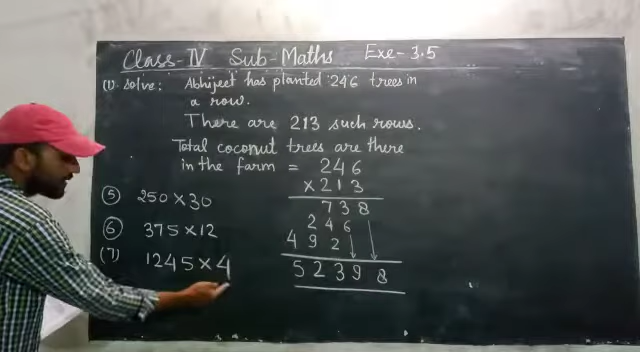 Class-IV Sub-Maths Exe-3.5
(1). Solve: Abhijeet has planted 246 trees in
a row.
There are 213 such rows.
Total coconut trees are there
in the farm = 246
×213
738
246
492
52398
(5) 250×30
(6) 375×12
(7) 1245×4